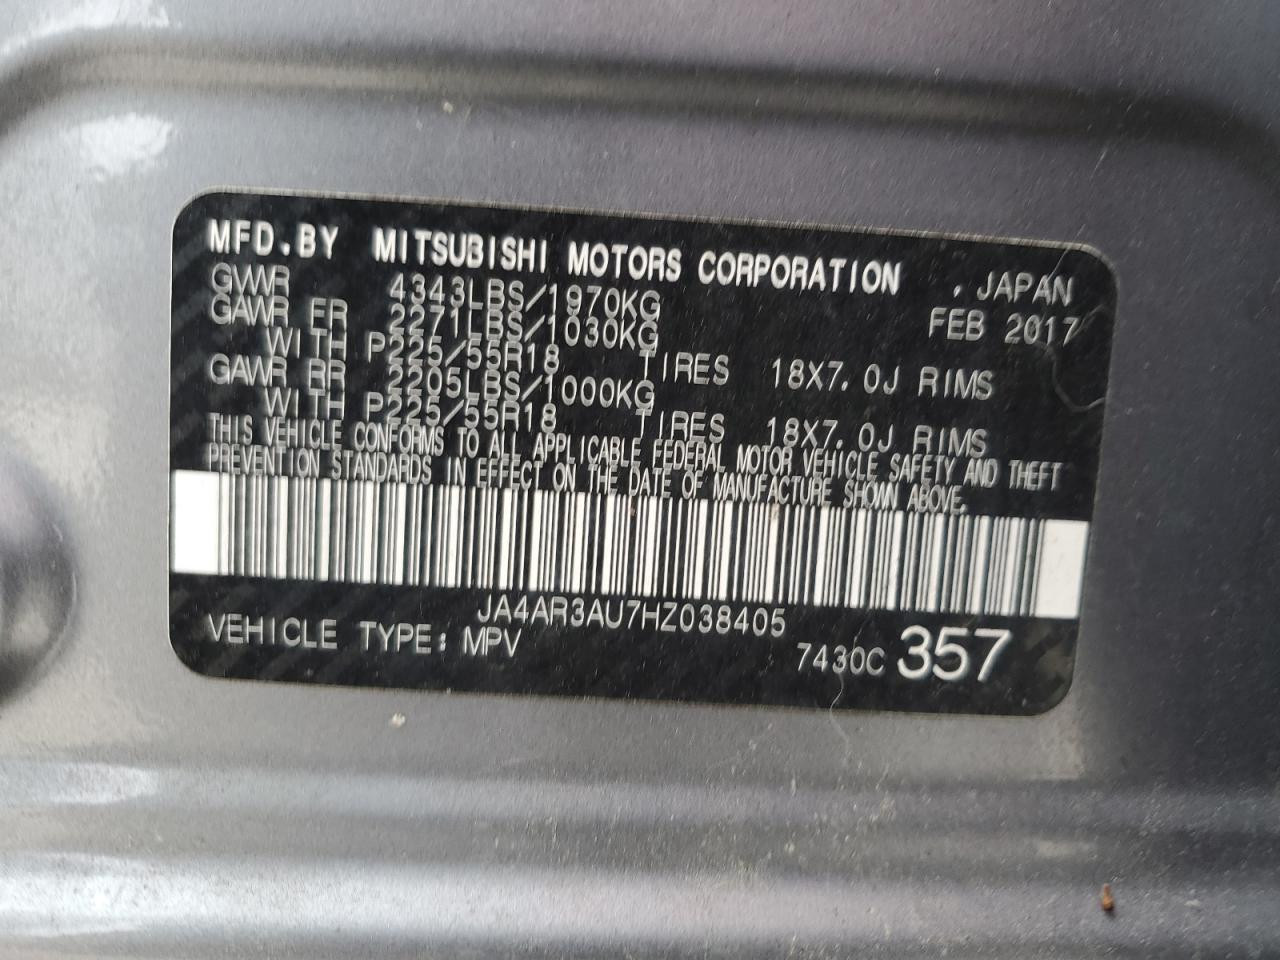 MFD.BY MITSUBISHI MOTORS CORPORATION , JAPAN
GVWR 4343LBS/1970KG FEB 2017
GAWR FR 2271LBS/1030KG
WITH P225/55R18 TIRES 18X7.0J RIMS
GAWR RR 2205LBS/1000KG
WITH P225/55R18 TIRES 18X7.0J RIMS
THIS VEHICLE CONFORMS TO ALL APPLICABLE FEDERAL MOTOR VEHICLE SAFETY AND THEFT
PREVENTION STANDARDS IN EFFECT ON THE DATE OF MANUFACTURE SHOWN ABOVE.
JA4AR3AU7HZ038405
VEHICLE TYPE: MPV 7430C 357